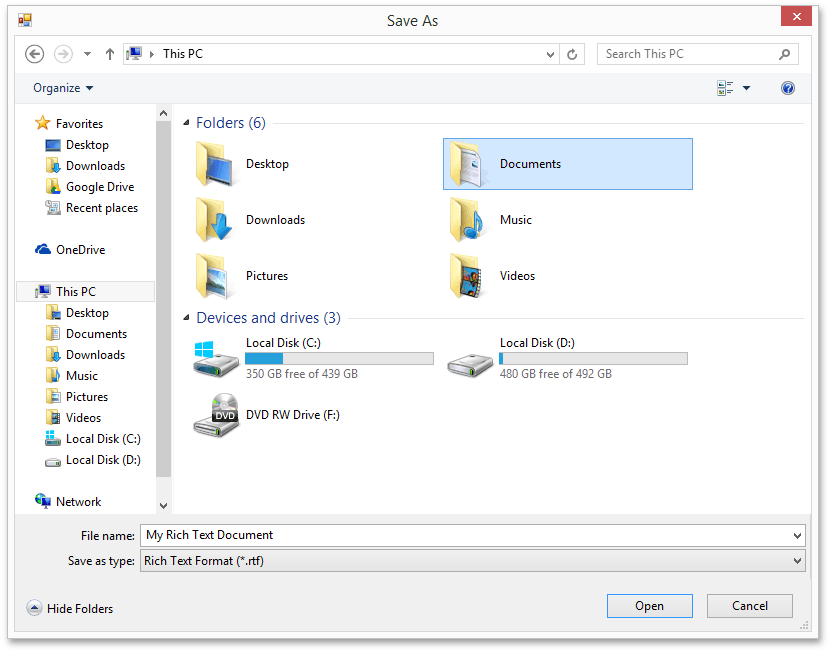 Save As
This PC
Search This PC
Organize
Favorites
Desktop
Downloads
Google Drive
Recent places
OneDrive
This PC
Desktop
Documents
Downloads
Music
Pictures
Videos
Local Disk (C:)
Local Disk (D:)
Network
Folders (6)
Desktop
Documents
Downloads
Music
Pictures
Videos
Devices and drives (3)
Local Disk (C:)
350 GB free of 439 GB
Local Disk (D:)
480 GB free of 492 GB
DVD
DVD RW Drive (F:)
File name: My Rich Text Document
Save as type: Rich Text Format (*.rtf)
Hide Folders
Open
Cancel